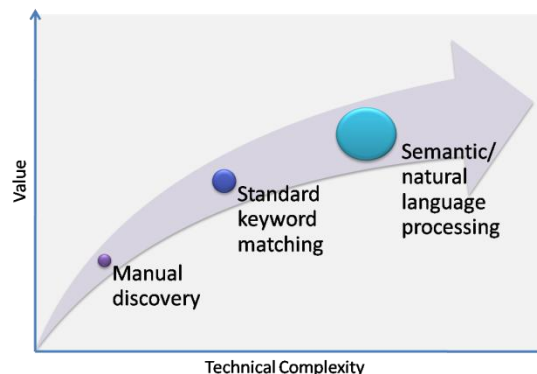 Value
Semantic/
natural
language
processing
Standard
keyword
matching
Manual
discovery
Technical Complexity